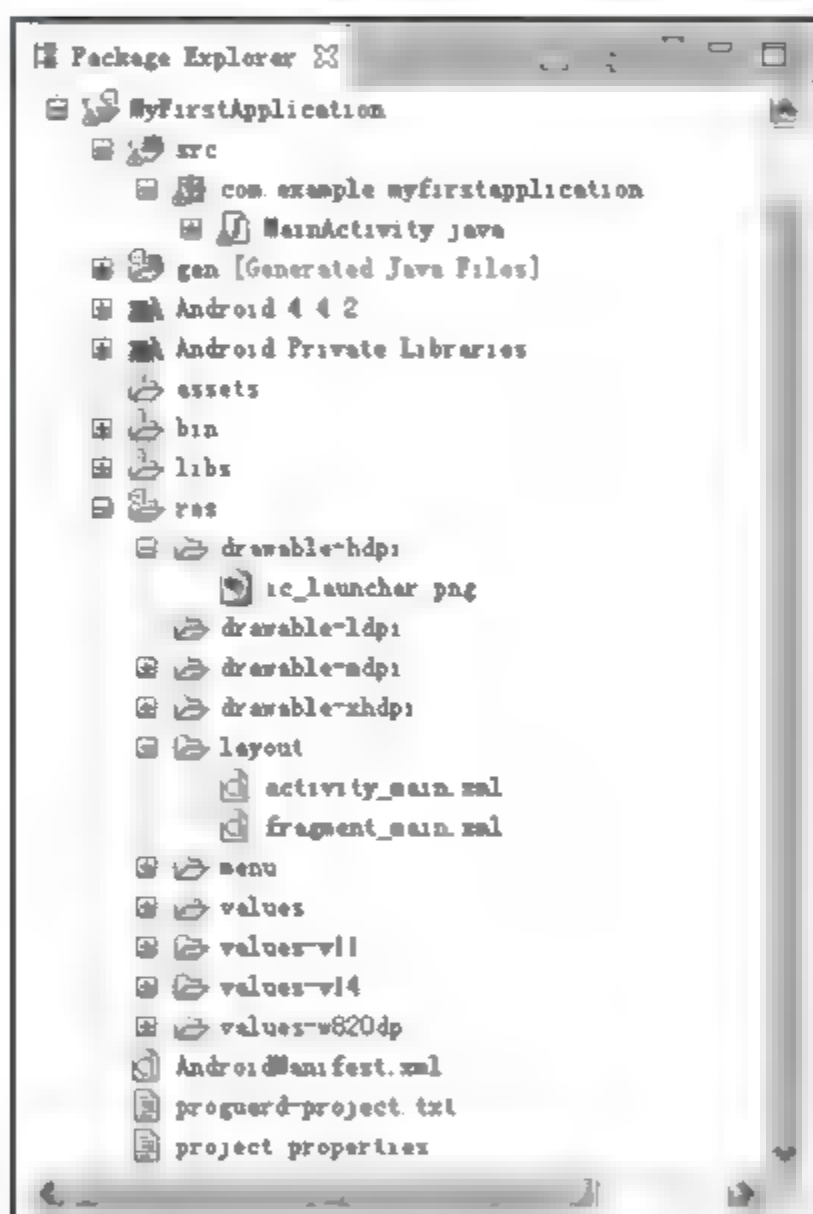 Package Explorer
MyFirstApplication
src
com.example.myfirstapplication
MainActivity.java
gen [Generated Java Files]
Android 4.4.2
Android Private Libraries
assets
bin
libs
res
drawable-hdpi
ic_launcher.png
drawable-ldpi
drawable-mdpi
drawable-xhdpi
layout
activity_main.xml
fragment_main.xml
menu
values
values-v11
values-v14
values-w820dp
AndroidManifest.xml
proguard-project.txt
project.properties